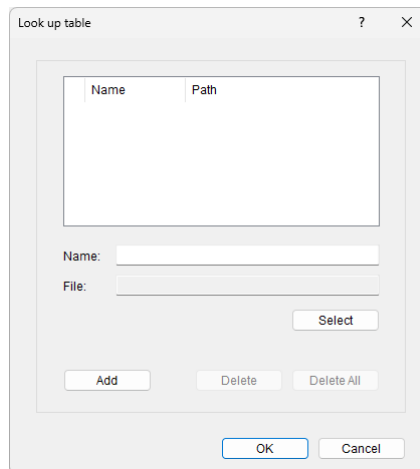 Look up table ?
Name Path
Name:
File:
Select
Add Delete Delete All
OK Cancel